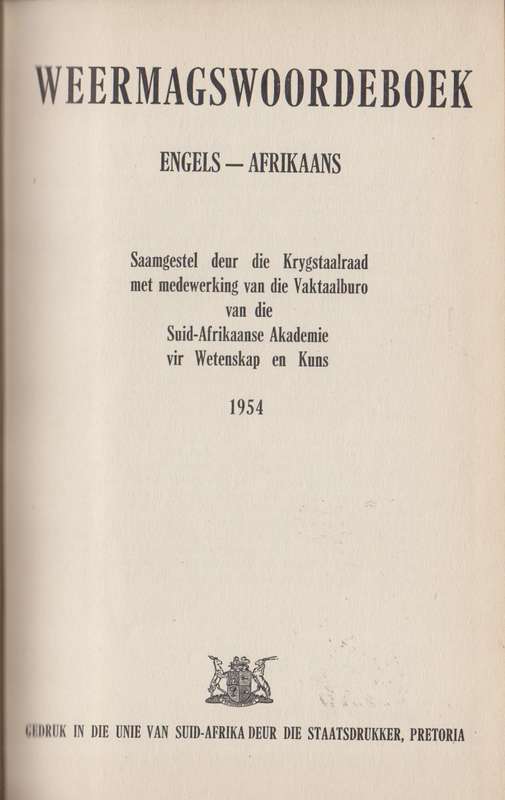 WEERMAGSWOORDEBOEK
ENGELS — AFRIKAANS
Saamgestel deur die Krygstaalraad
met medewerking van die Vaktaalburo
van die
Suid-Afrikaanse Akademie
vir Wetenskap en Kuns
1954
GEDRUK IN DIE UNIE VAN SUID-AFRIKA DEUR DIE STAATSDRUKKER, PRETORIA